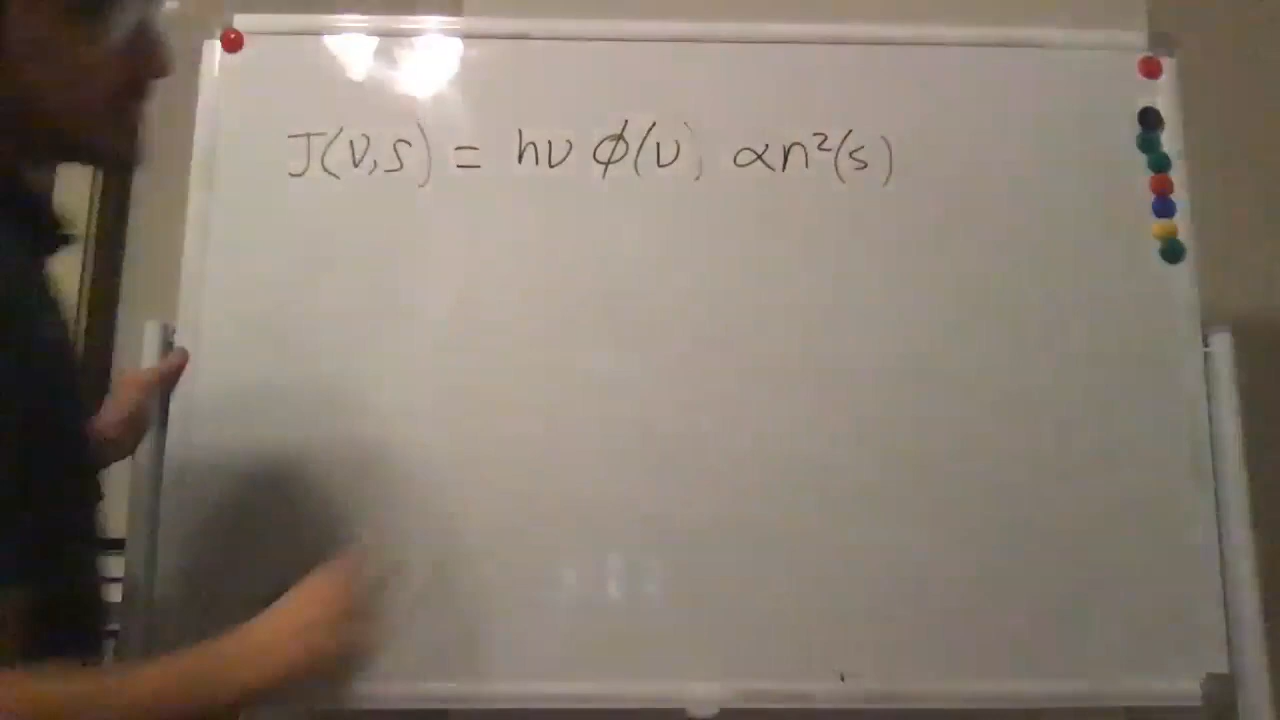 J(ν,s) = hν ϕ(ν) αn²(s)